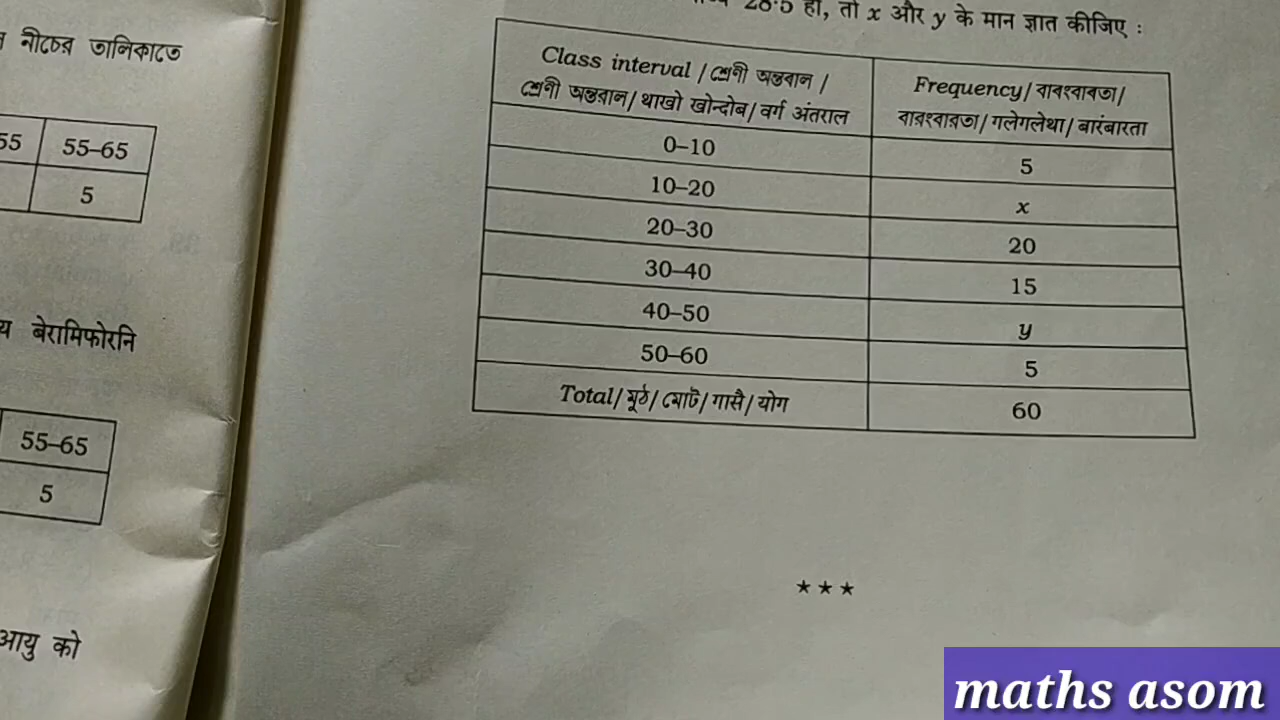 नीচের তালিকাতে
55 55–65
5
बेरामिफोरनि
55–65
5
आयु को
28·5 हो, तो x और y के मान ज्ञात कीजिए :
Class interval / শ্ৰেণী অন্তৰাল /
শ্রেণী অন্তরাল / थाखो खोन्दोब / वर्ग अंतराल
Frequency / বাৰংবাৰতা /
বারংবারতা / गलेगलेथा / बारंबारता
0–10 5
10–20 x
20–30 20
30–40 15
40–50 y
50–60 5
Total / মুঠ / মোট / गासै / योग 60
★ ★ ★
maths asom